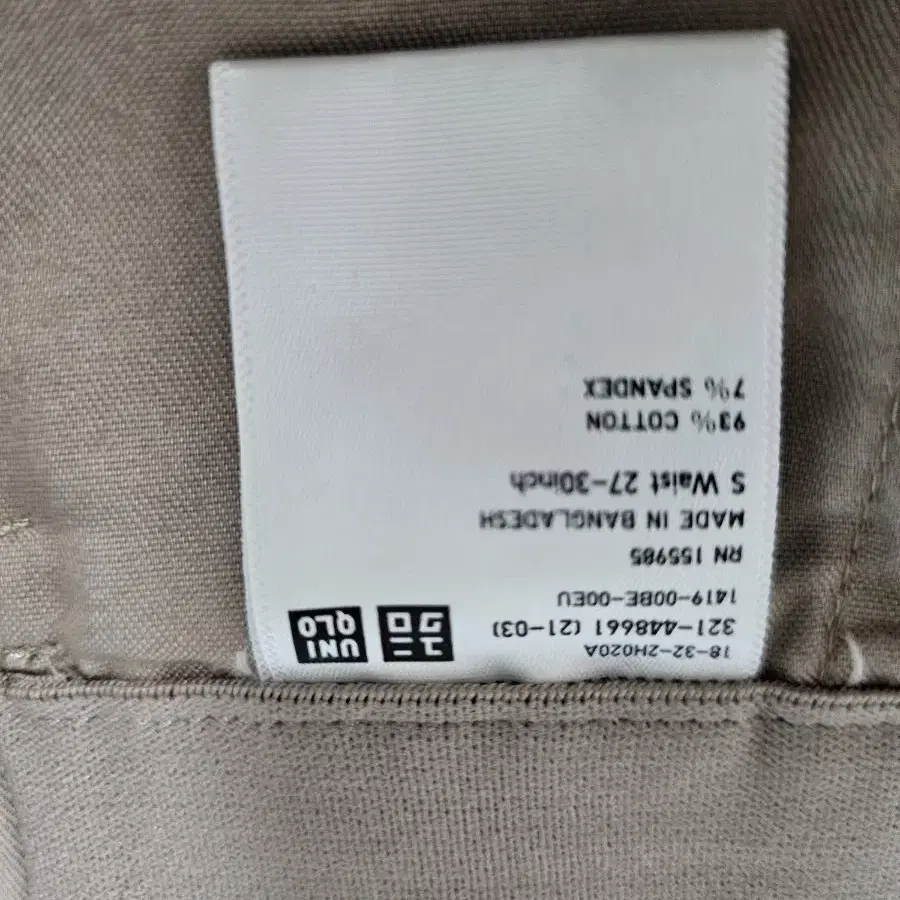 18-32-2H020A
321-448661 (21-03)
ユニ
クロ
UNI
QLO
1419-00BE-00EU
RN 155985
MADE IN BANGLADESH
S Waist 27-30inch
93% COTTON
7% SPANDEX